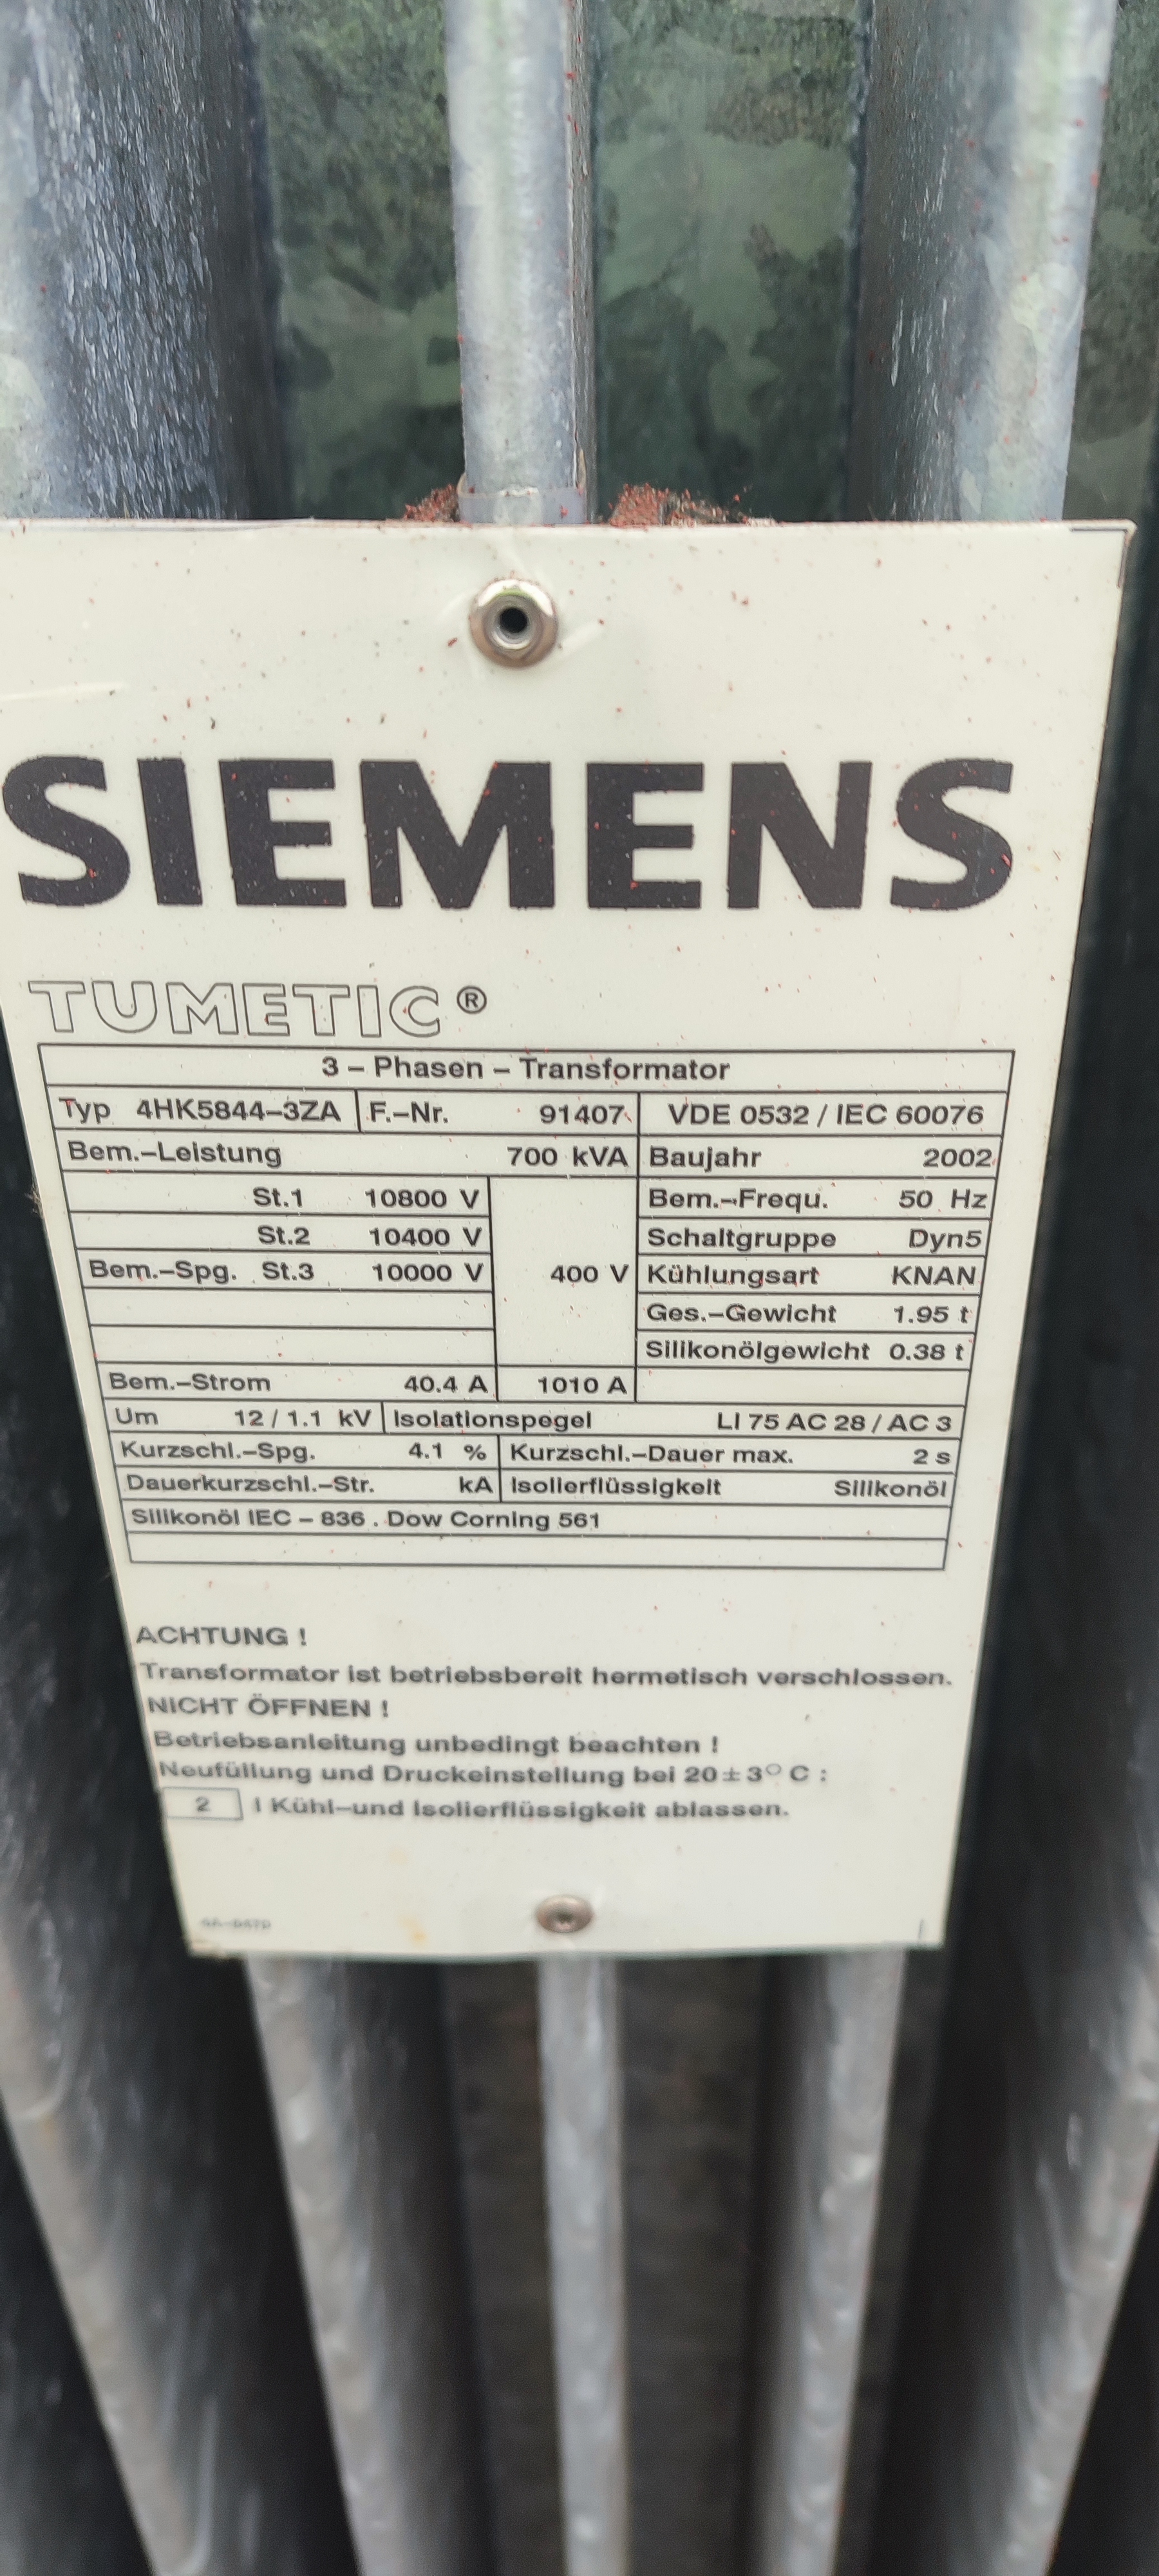 SIEMENS
TUMETIC®
3 – Phasen – Transformator
Typ 4HK5844–3ZA F.–Nr. 91407 VDE 0532 / IEC 60076
Bem.–Leistung 700 kVA Baujahr 2002
St.1 10800 V Bem.–Frequ. 50 Hz
St.2 10400 V Schaltgruppe Dyn5
Bem.–Spg. St.3 10000 V 400 V Kühlungsart KNAN
Ges.–Gewicht 1.95 t
Silikonölgewicht 0.38 t
Bem.–Strom 40.4 A 1010 A
Um 12 / 1.1 kV Isolationspegel LI 75 AC 28 / AC 3
Kurzschl.–Spg. 4.1 % Kurzschl.–Dauer max. 2 s
Dauerkurzschl.–Str. kA Isolierflüssigkeit Silikonöl
Silikonöl IEC – 836 . Dow Corning 561
ACHTUNG !
Transformator ist betriebsbereit hermetisch verschlossen.
NICHT ÖFFNEN !
Betriebsanleitung unbedingt beachten !
Neufüllung und Druckeinstellung bei 20±3° C :
2 l Kühl–und Isolierflüssigkeit ablassen.